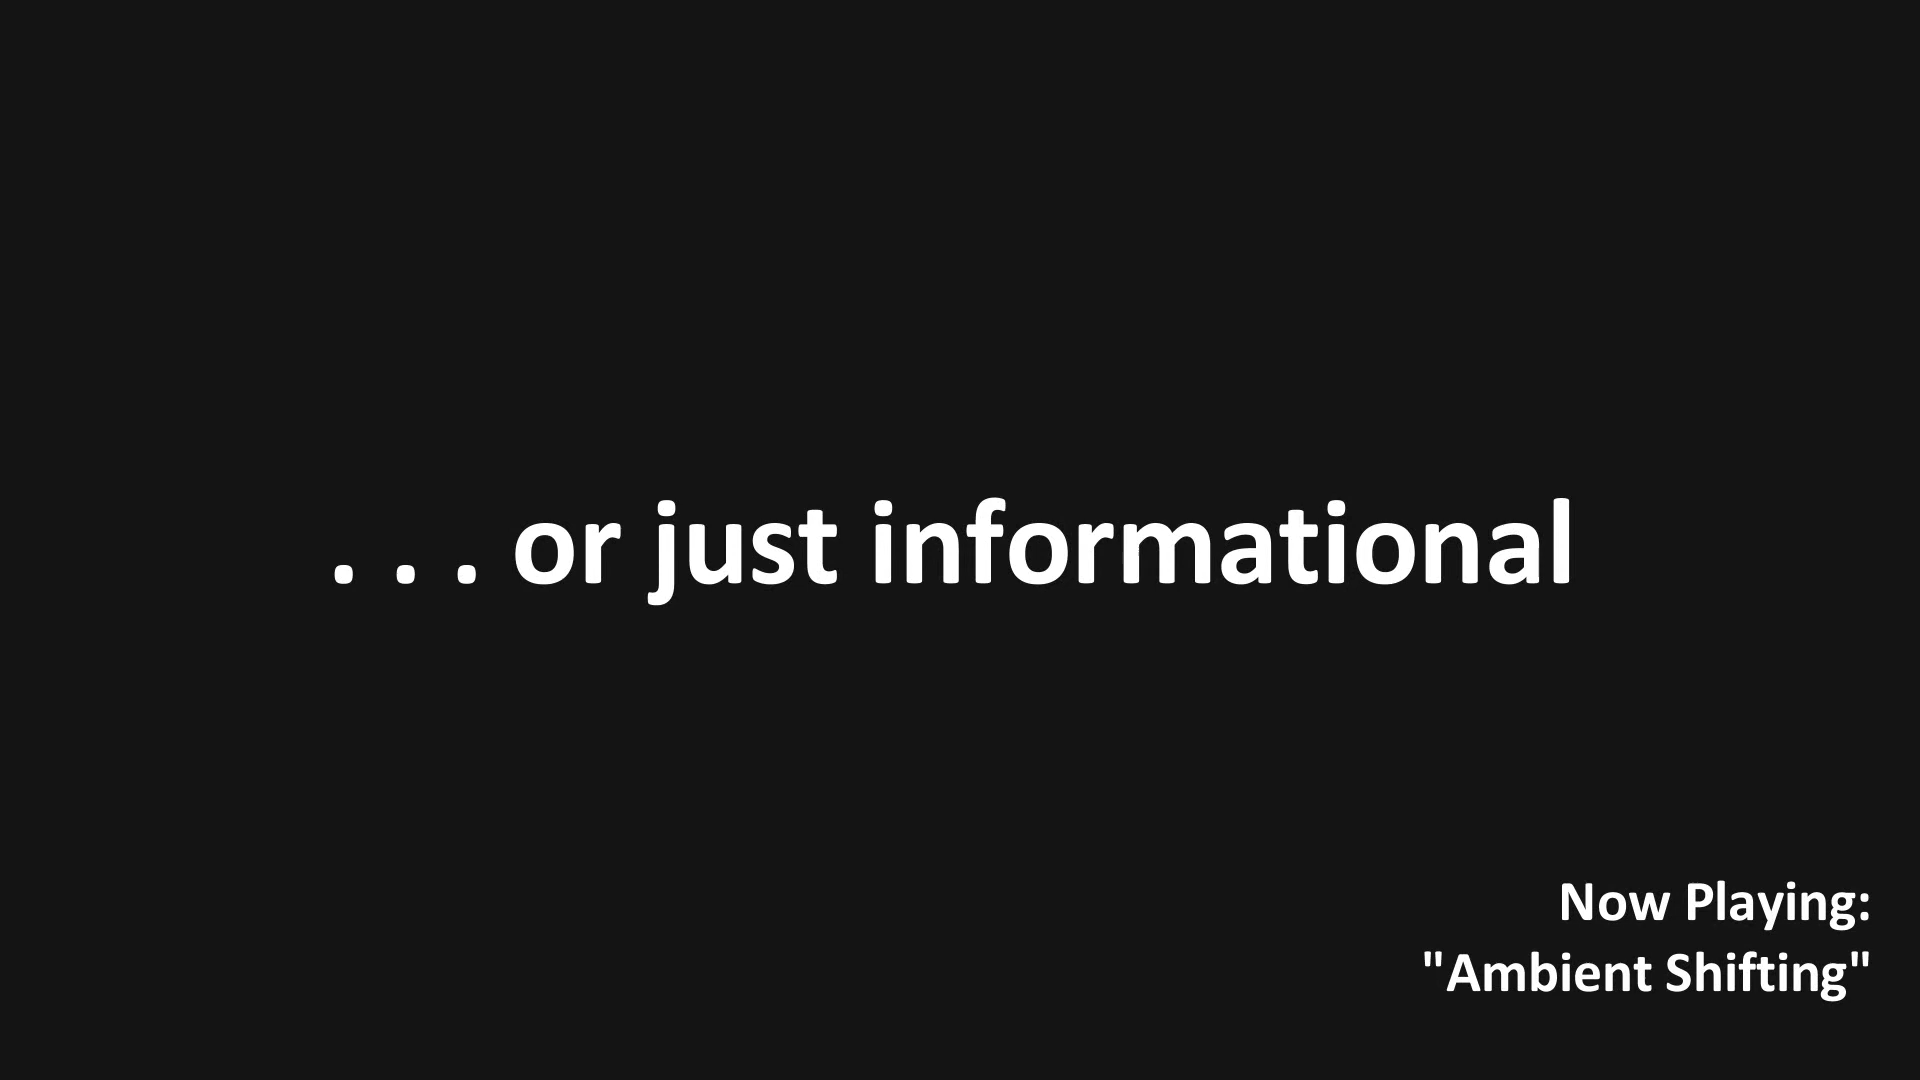 . . . or just informational
Now Playing:
"Ambient Shifting"